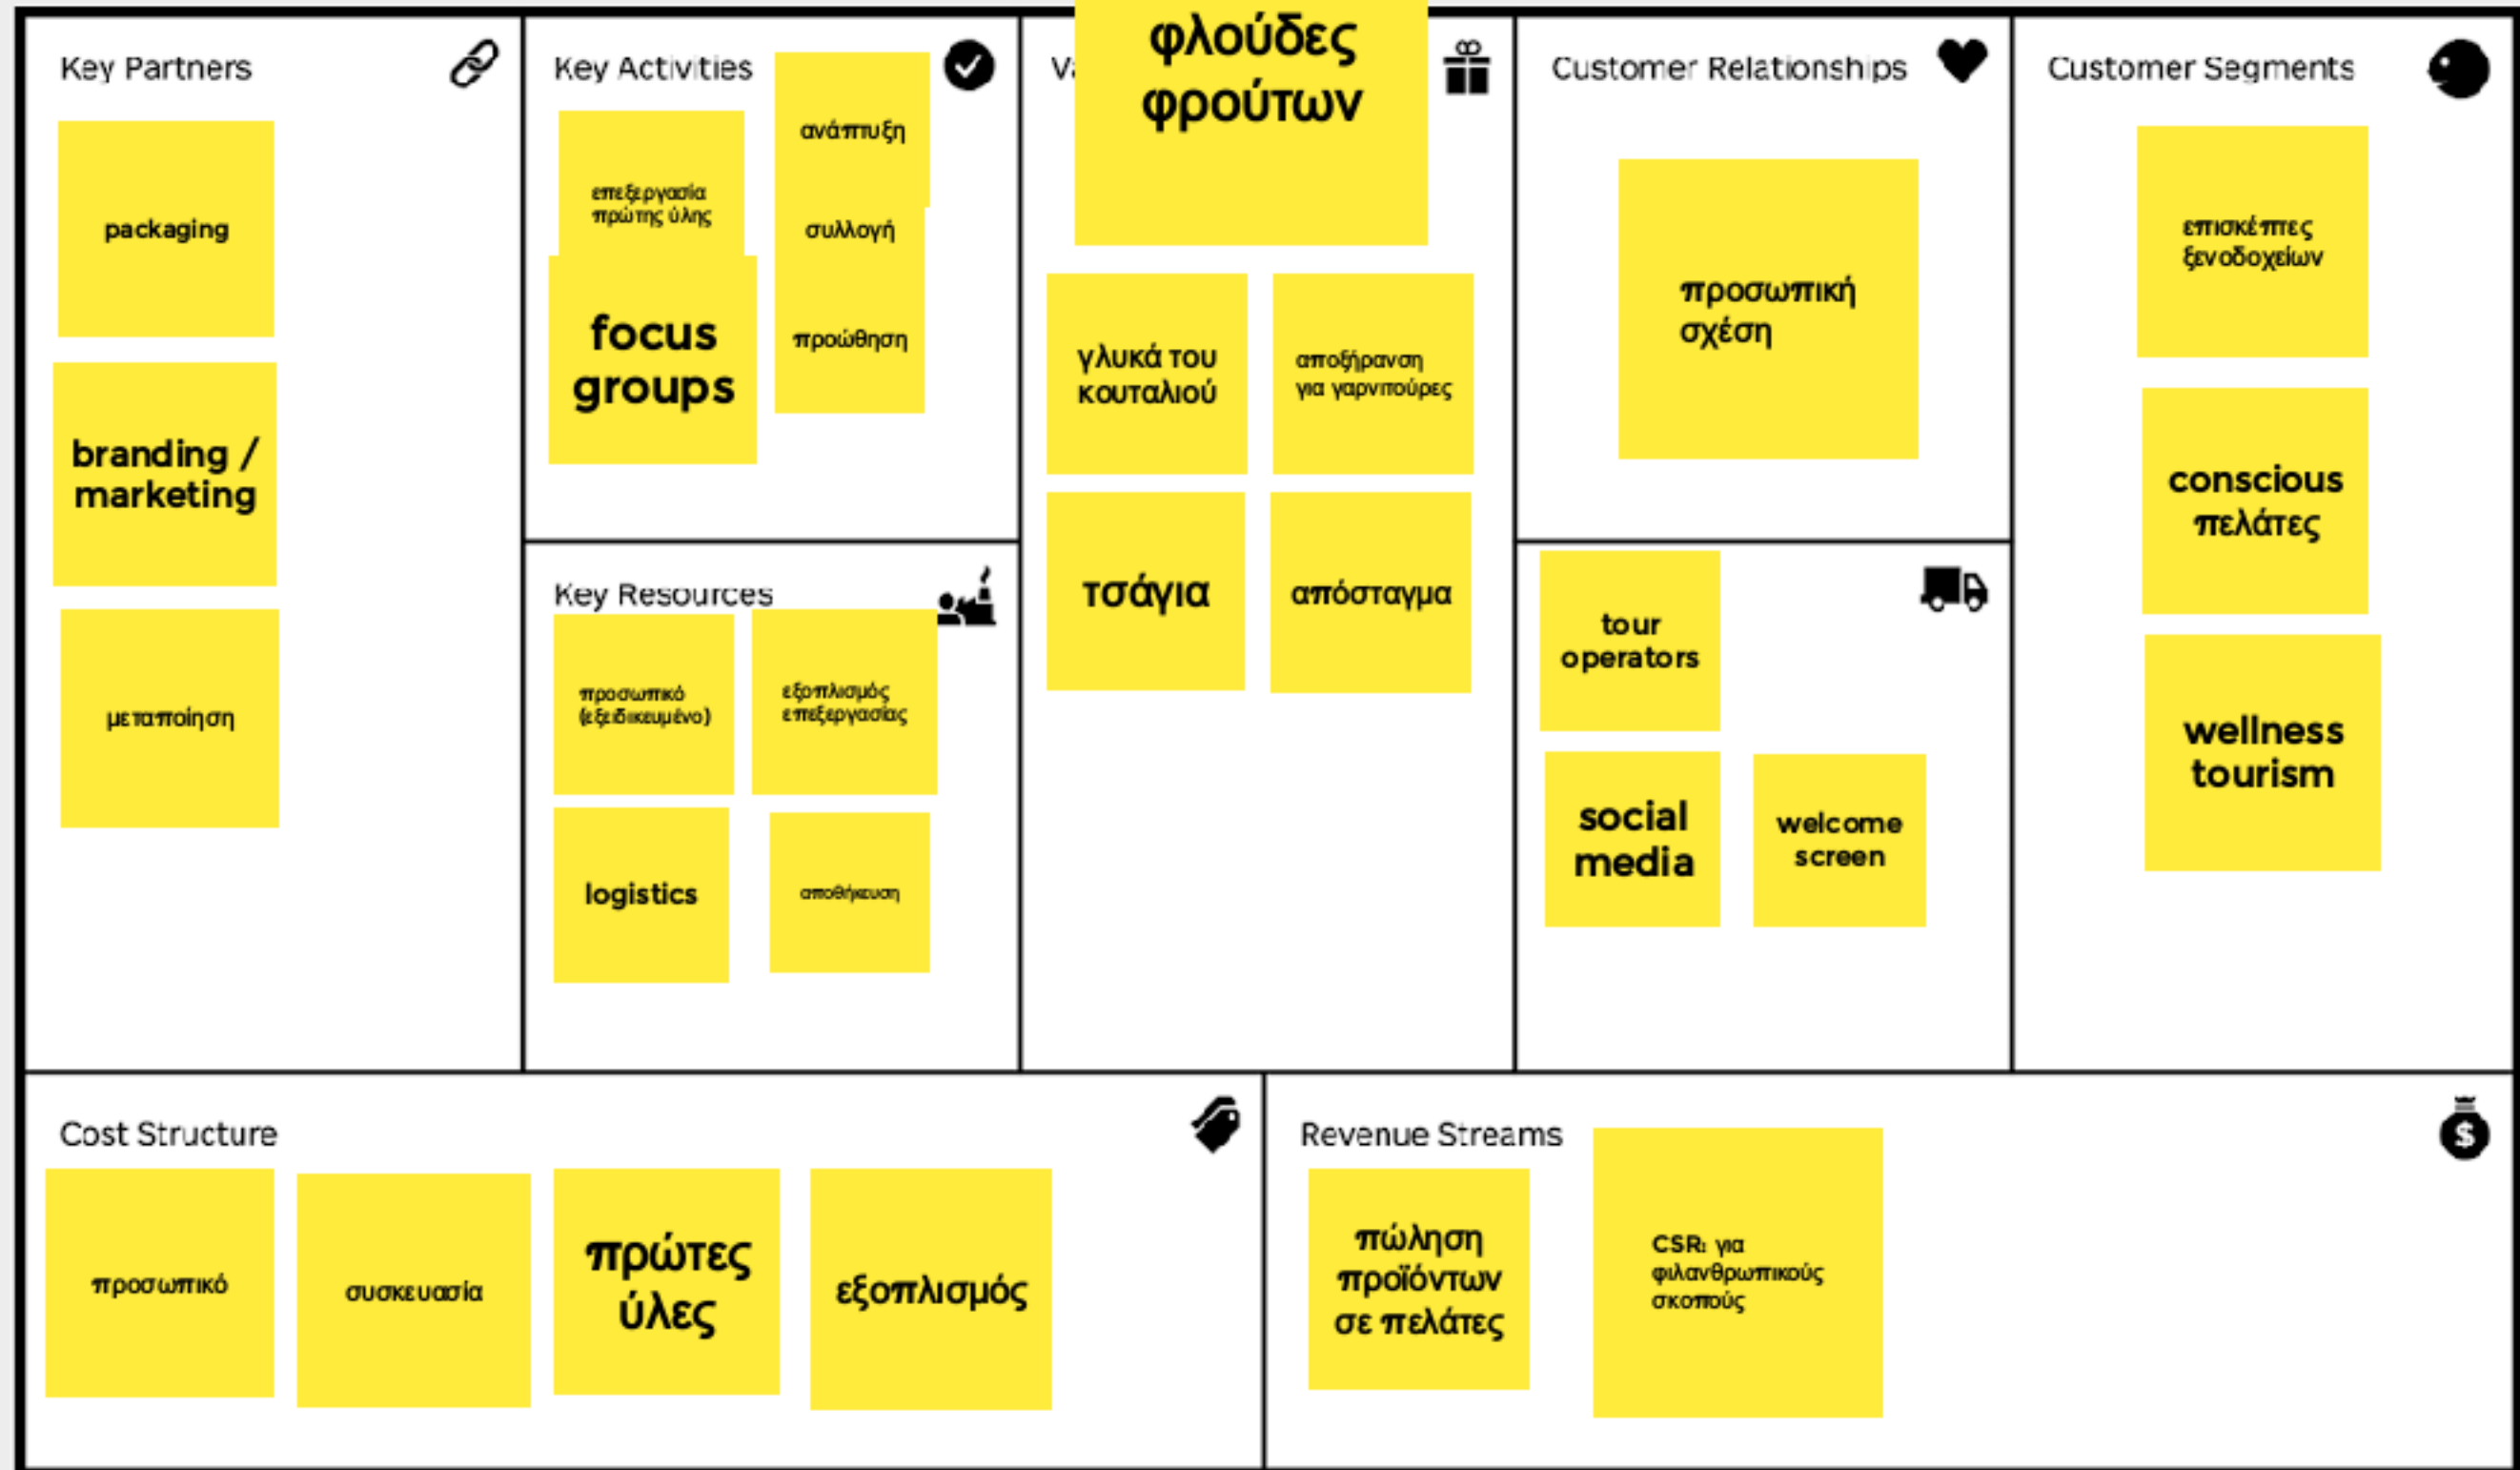 Key Partners
packaging
branding /
marketing
μεταποίηση
Key Activities
ανάπτυξη
επεξεργασία
πρώτης ύλης
συλλογή
focus
groups
προώθηση
Key Resources
προσωπικό
(εξειδικευμένο)
εξοπλισμός
επεξεργασίας
logistics
αποθήκευση
φλούδες
φρούτων
γλυκά του
κουταλιού
αποξήρανση
για γαρνιτούρες
τσάγια
απόσταγμα
Customer Relationships
προσωπική
σχέση
tour
operators
social
media
welcome
screen
Customer Segments
επισκέπτες
ξενοδοχείων
conscious
πελάτες
wellness
tourism
Cost Structure
προσωπικό
συσκευασία
πρώτες
ύλες
εξοπλισμός
Revenue Streams
πώληση
προϊόντων
σε πελάτες
CSR: για
φιλανθρωπικούς
σκοπούς
$